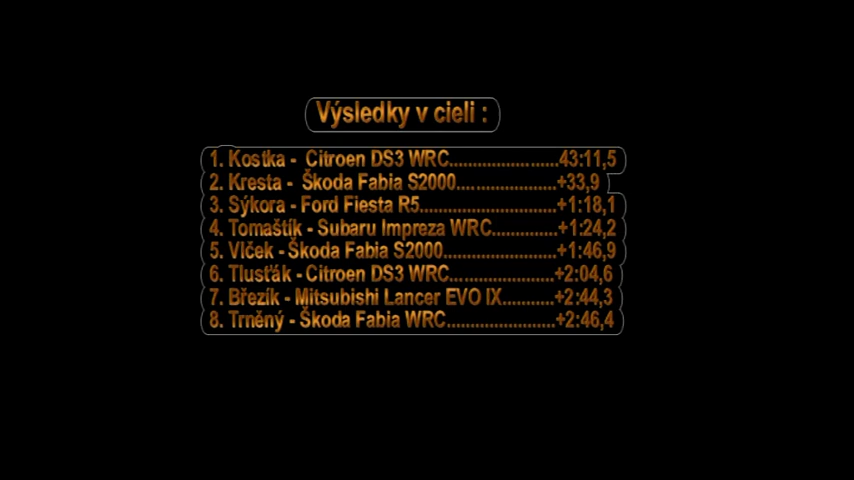 Výsledky v cieli :
1. Kostka - Citroen DS3 WRC.......................43:11,5
2. Kresta - Škoda Fabia S2000.....................+33,9
3. Sýkora - Ford Fiesta R5.............................+1:18,1
4. Tomaštík - Subaru Impreza WRC..............+1:24,2
5. Vlček - Škoda Fabia S2000........................+1:46,9
6. Tlusťák - Citroen DS3 WRC......................+2:04,6
7. Březík - Mitsubishi Lancer EVO IX...........+2:44,3
8. Trněný - Škoda Fabia WRC.......................+2:46,4